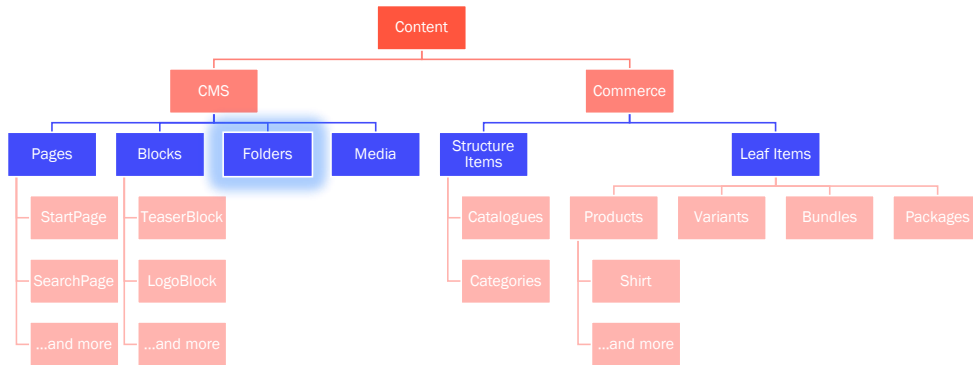 Content
CMS
Commerce
Pages
Blocks
Folders
Media
Structure
Items
Leaf Items
StartPage
TeaserBlock
Catalogues
Products
Variants
Bundles
Packages
SearchPage
LogoBlock
Categories
Shirt
...and more
...and more
...and more